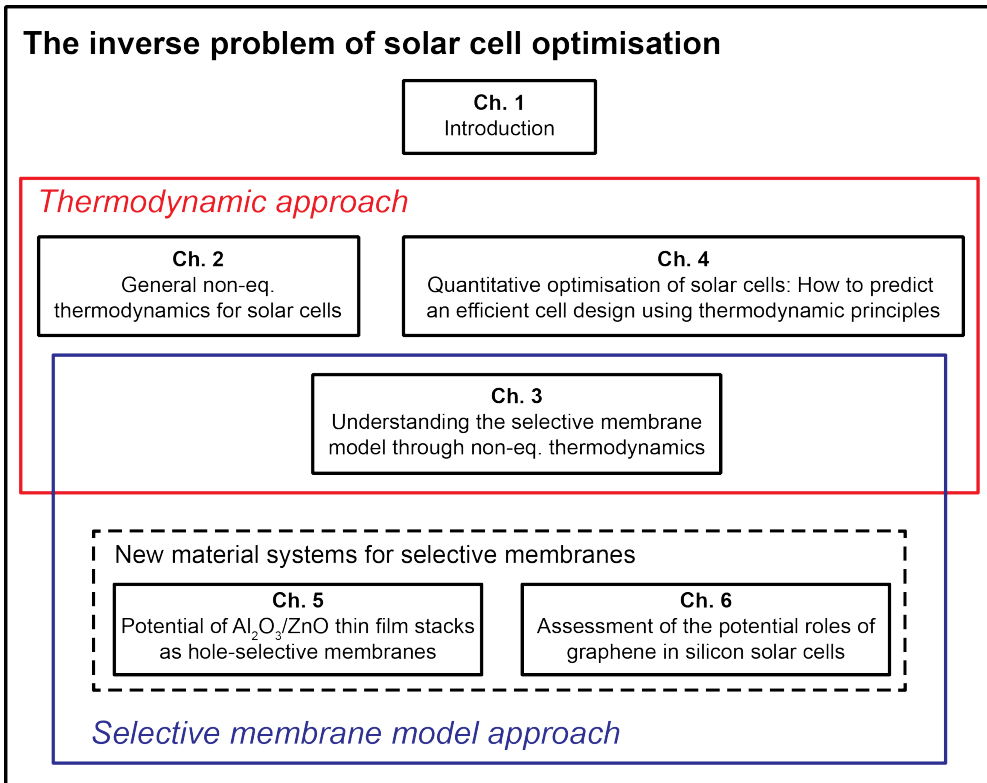 The inverse problem of solar cell optimisation
Ch. 1
Introduction
Thermodynamic approach
Ch. 2
General non-eq.
thermodynamics for solar cells
Ch. 4
Quantitative optimisation of solar cells: How to predict
an efficient cell design using thermodynamic principles
Ch. 3
Understanding the selective membrane
model through non-eq. thermodynamics
New material systems for selective membranes
Ch. 5
Potential of Al₂O₃/ZnO thin film stacks
as hole-selective membranes
Ch. 6
Assessment of the potential roles of
graphene in silicon solar cells
Selective membrane model approach